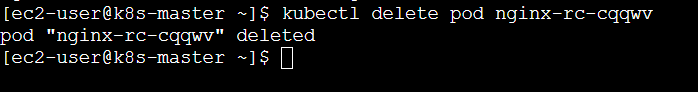 [ec2-user@k8s-master ~]$ kubectl delete pod nginx-rc-cqqwv
pod "nginx-rc-cqqwv" deleted
[ec2-user@k8s-master ~]$